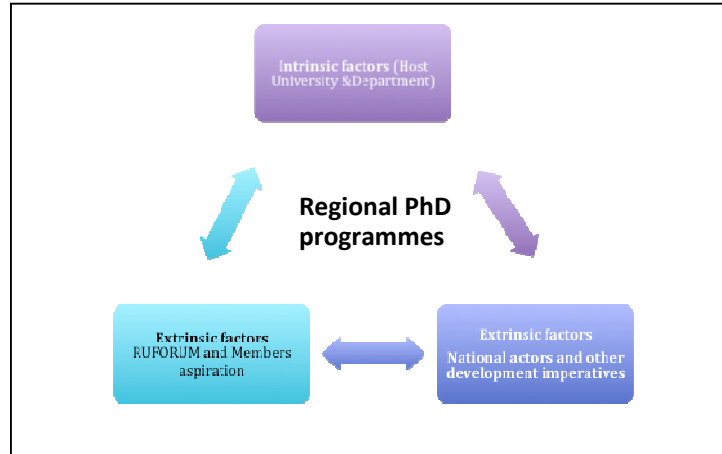 Intrinsic factors (Host
University &Department)
Regional PhD
programmes
Extrinsic factors
RUFORUM and Members
aspiration
Extrinsic factors
National actors and other
development imperatives